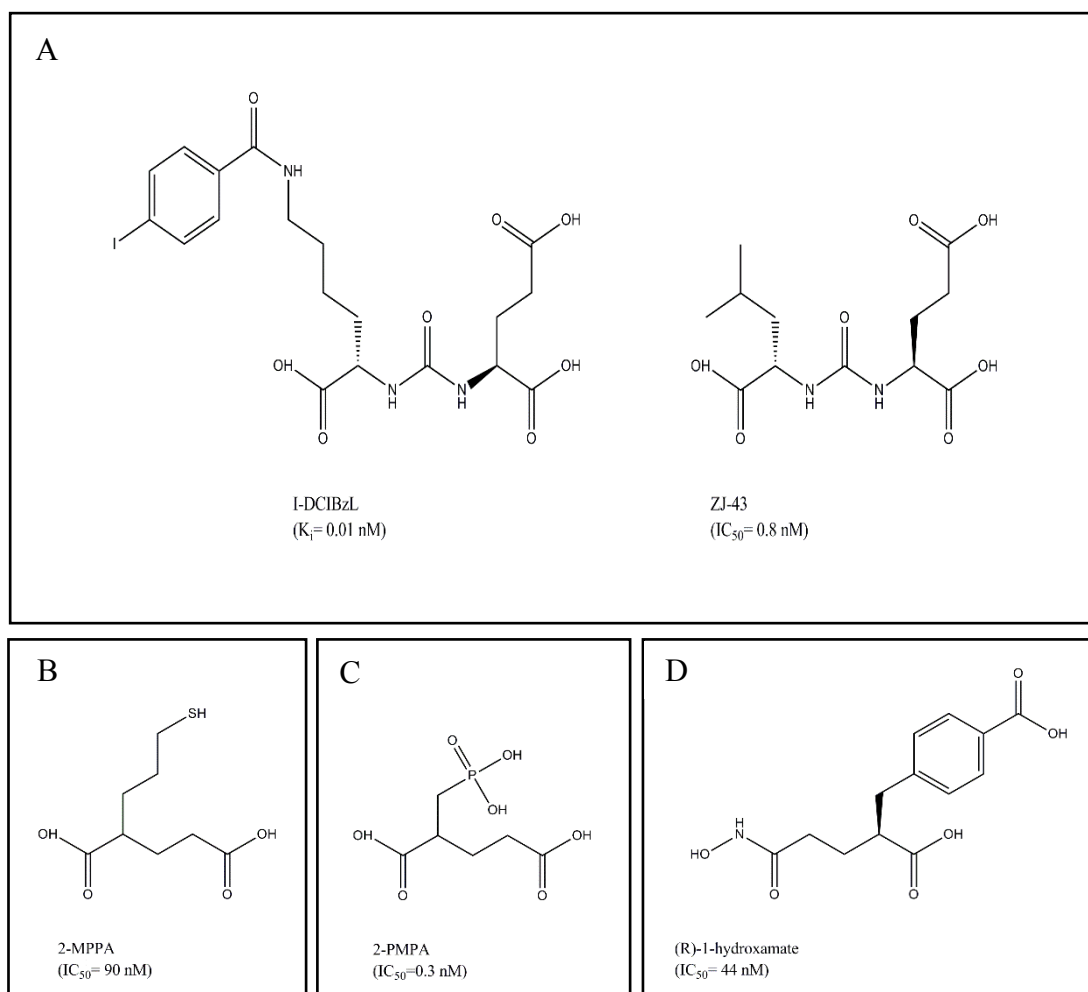 A
O
NH
O OH
I
O
OH OH
N N
H H
O O
O OH
O
OH OH
N N
H H
O O
I-DCIBzL
(Kᵢ= 0.01 nM)
ZJ-43
(IC₅₀= 0.8 nM)
B
SH
OH OH
O O
2-MPPA
(IC₅₀= 90 nM)
C
O
P OH
OH
OH OH
O O
2-PMPA
(IC₅₀=0.3 nM)
D
O
OH
H
N OH
HO
O O
(R)-1-hydroxamate
(IC₅₀= 44 nM)